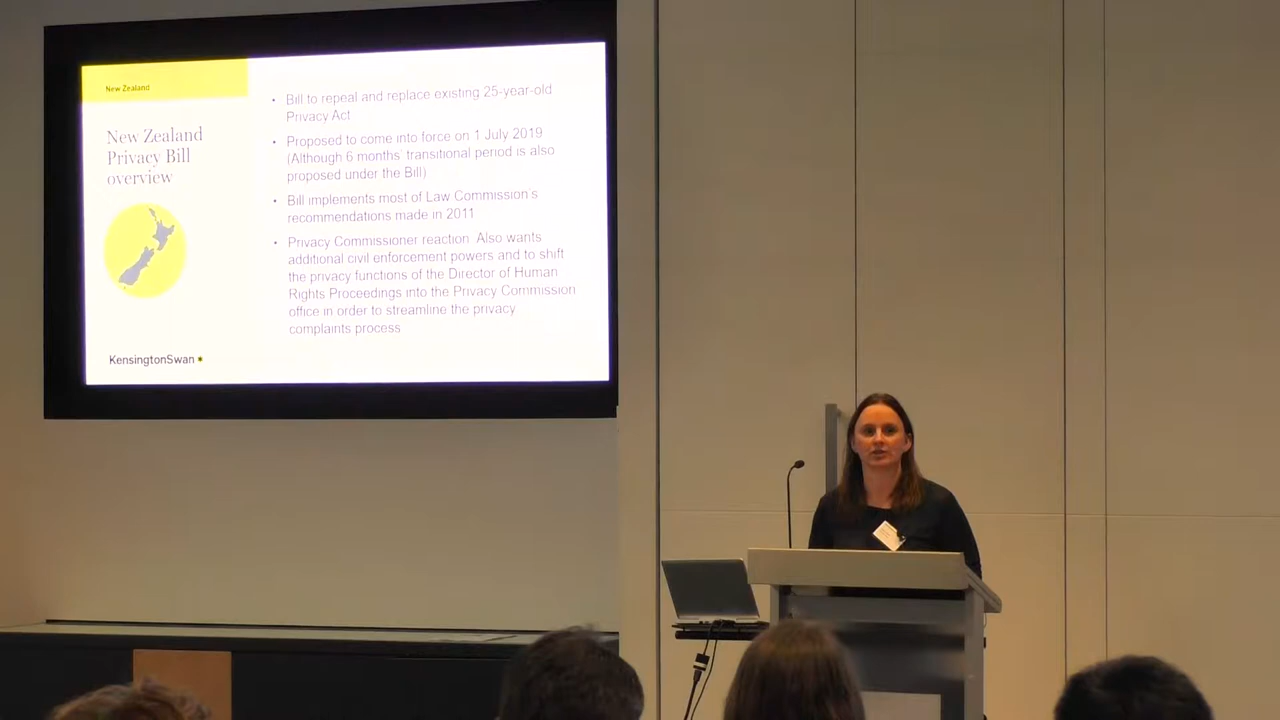 New Zealand
New Zealand
Privacy Bill
overview
• Bill to repeal and replace existing 25-year-old
Privacy Act
• Proposed to come into force on 1 July 2019
(Although 6 months' transitional period is also
proposed under the Bill)
• Bill implements most of Law Commission's
recommendations made in 2011
• Privacy Commissioner reaction. Also wants
additional civil enforcement powers and to shift
the privacy functions of the Director of Human
Rights Proceedings into the Privacy Commission
office in order to streamline the privacy
complaints process
KensingtonSwan